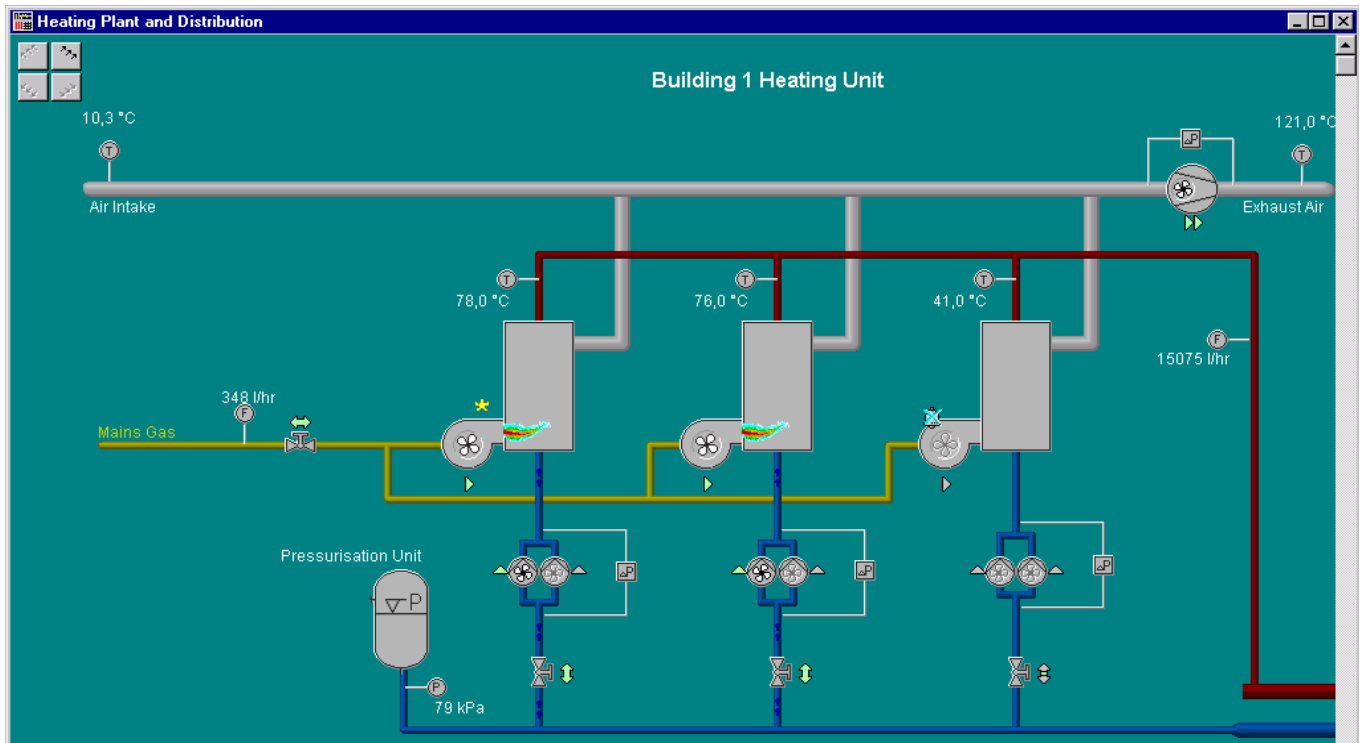 Heating Plant and Distribution
Building 1 Heating Unit
10,3 °C
121,0 °C
T
P
T
Air Intake
Exhaust Air
T
T
T
78,0 °C
76,0 °C
41,0 °C
F
15075 l/hr
348 l/hr
F
Mains Gas
Pressurisation Unit
P
P
P
P
P
79 kPa